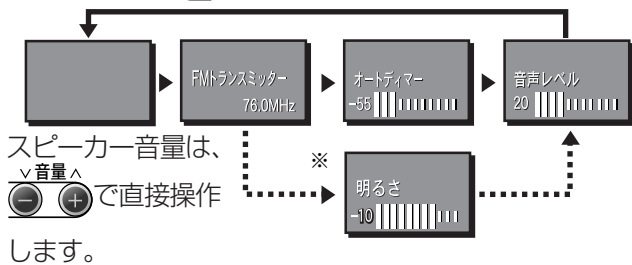 FMトランスミッター
76.0MHz
オートディマー
-55
音声レベル
20
※
明るさ
-10
スピーカー音量は、
∨音量∧
− +で直接操作
します。